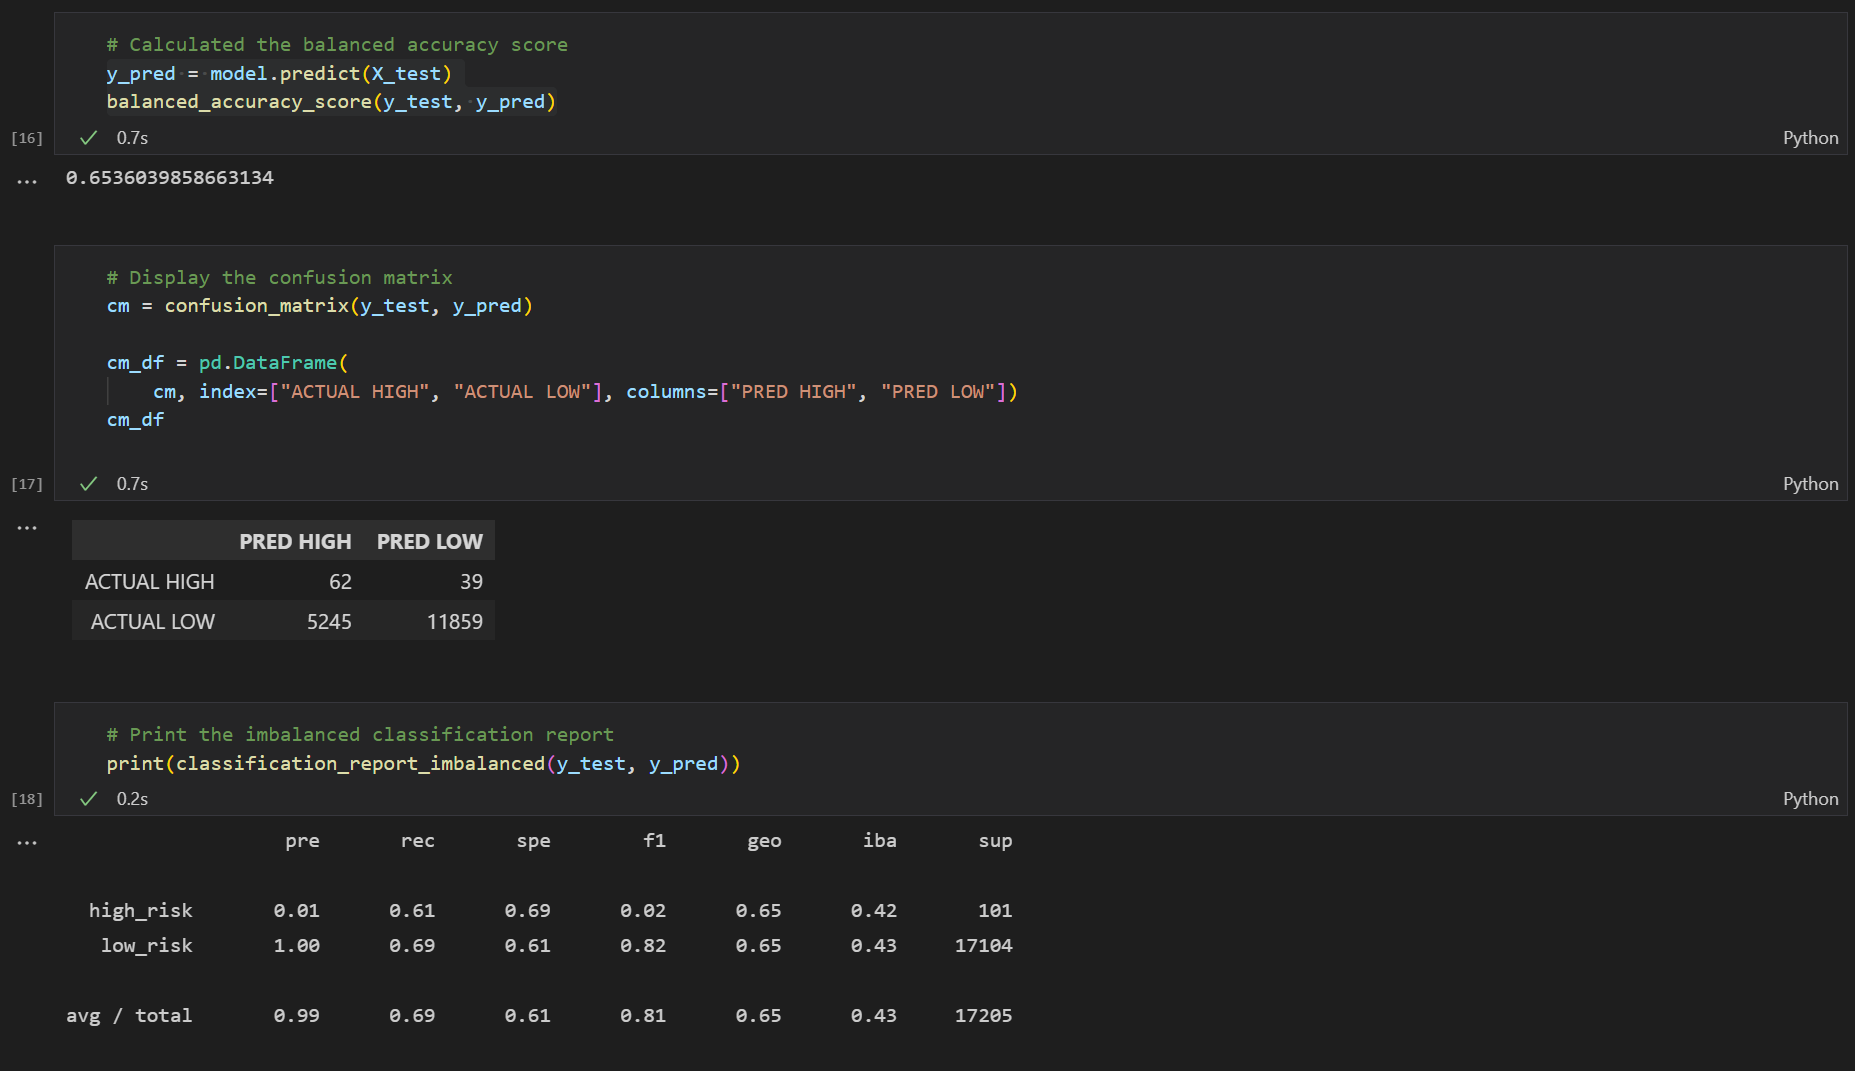 # Calculated the balanced accuracy score
y_pred = model.predict(X_test)
balanced_accuracy_score(y_test, y_pred)
[16] ✓ 0.7s Python
... 0.6536039858663134
# Display the confusion matrix
cm = confusion_matrix(y_test, y_pred)
cm_df = pd.DataFrame(
    cm, index=["ACTUAL HIGH", "ACTUAL LOW"], columns=["PRED HIGH", "PRED LOW"])
cm_df
[17] ✓ 0.7s Python
...
PRED HIGH PRED LOW
ACTUAL HIGH 62 39
ACTUAL LOW 5245 11859
# Print the imbalanced classification report
print(classification_report_imbalanced(y_test, y_pred))
[18] ✓ 0.2s Python
... pre rec spe f1 geo iba sup
high_risk 0.01 0.61 0.69 0.02 0.65 0.42 101
low_risk 1.00 0.69 0.61 0.82 0.65 0.43 17104
avg / total 0.99 0.69 0.61 0.81 0.65 0.43 17205